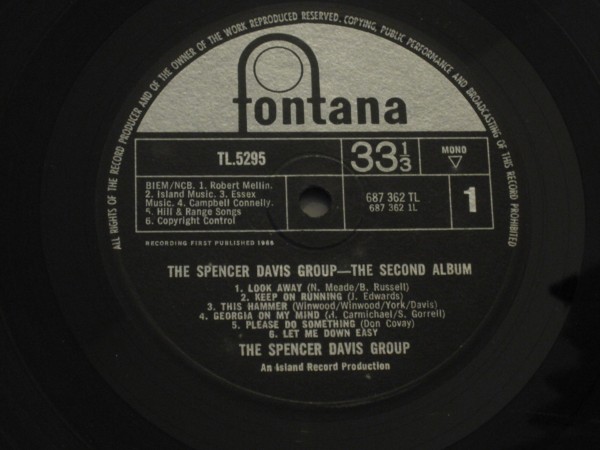 ALL RIGHTS OF THE RECORD PRODUCER AND OF THE OWNER OF THE WORK REPRODUCED RESERVED, COPYING, PUBLIC PERFORMANCE AND BROADCASTING OF THIS RECORD PROHIBITED
fontana
TL.5295
33 1/3
MONO
BIEM/NCB. 1. Robert Mellin.
2. Island Music. 3. Essex
Music. 4. Campbell Connelly.
5. Hill & Range Songs
6. Copyright Control
687 362 TL
687 362 1L
1
RECORDING FIRST PUBLISHED 1966
THE SPENCER DAVIS GROUP—THE SECOND ALBUM
1. LOOK AWAY (N. Meade/B. Russell)
2. KEEP ON RUNNING (J. Edwards)
3. THIS HAMMER (Winwood/Winwood/York/Davis)
4. GEORGIA ON MY MIND (H. Carmichael/S. Gorrell)
5. PLEASE DO SOMETHING (Don Covay)
6. LET ME DOWN EASY
THE SPENCER DAVIS GROUP
An Island Record Production